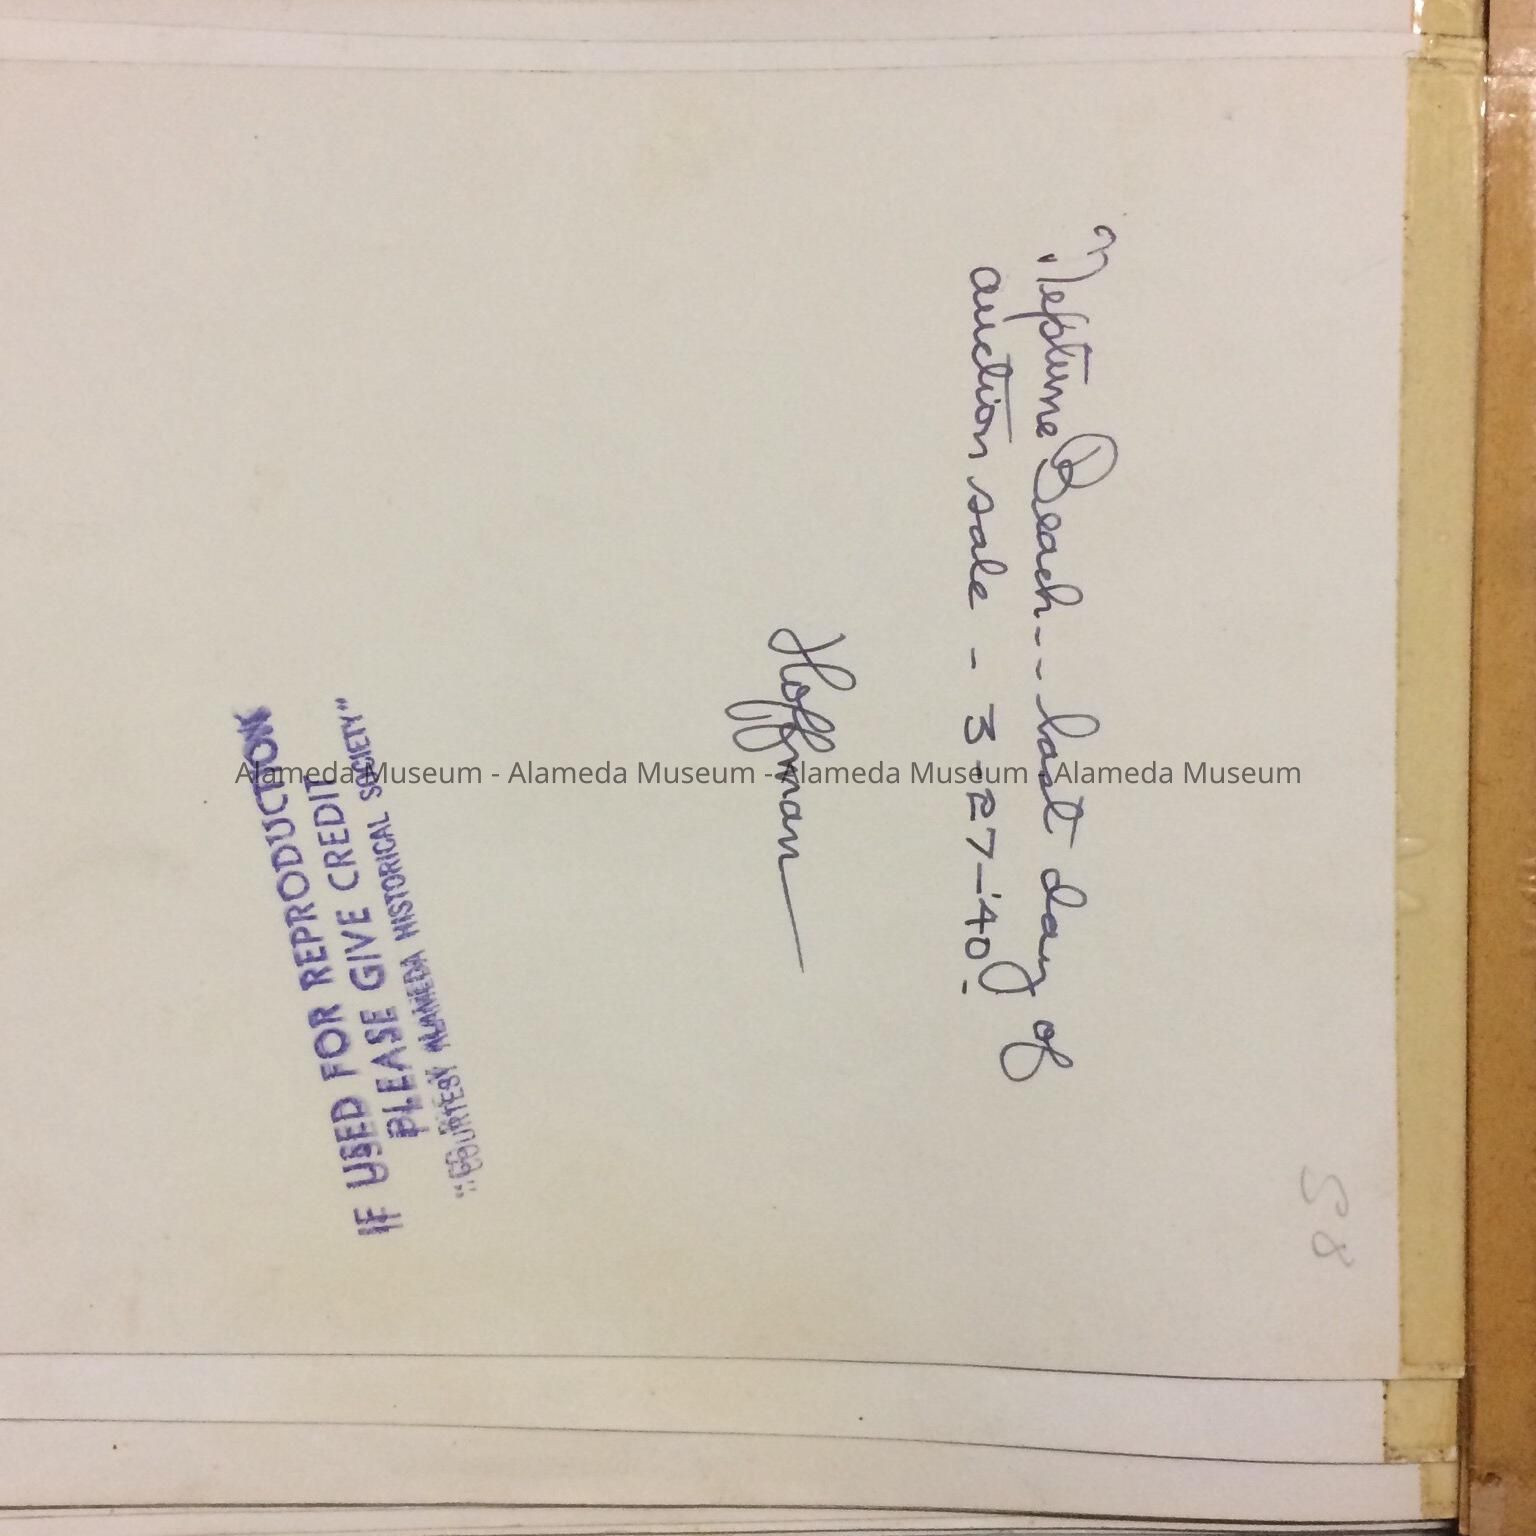 Neptune Beach -- last day of
auction sale - 3-27-'40.
Hoffman
IF USED FOR REPRODUCTION
PLEASE GIVE CREDIT
"COURTESY ALAMEDA HISTORICAL SOCIETY"
Alameda Museum - Alameda Museum - Alameda Museum - Alameda Museum